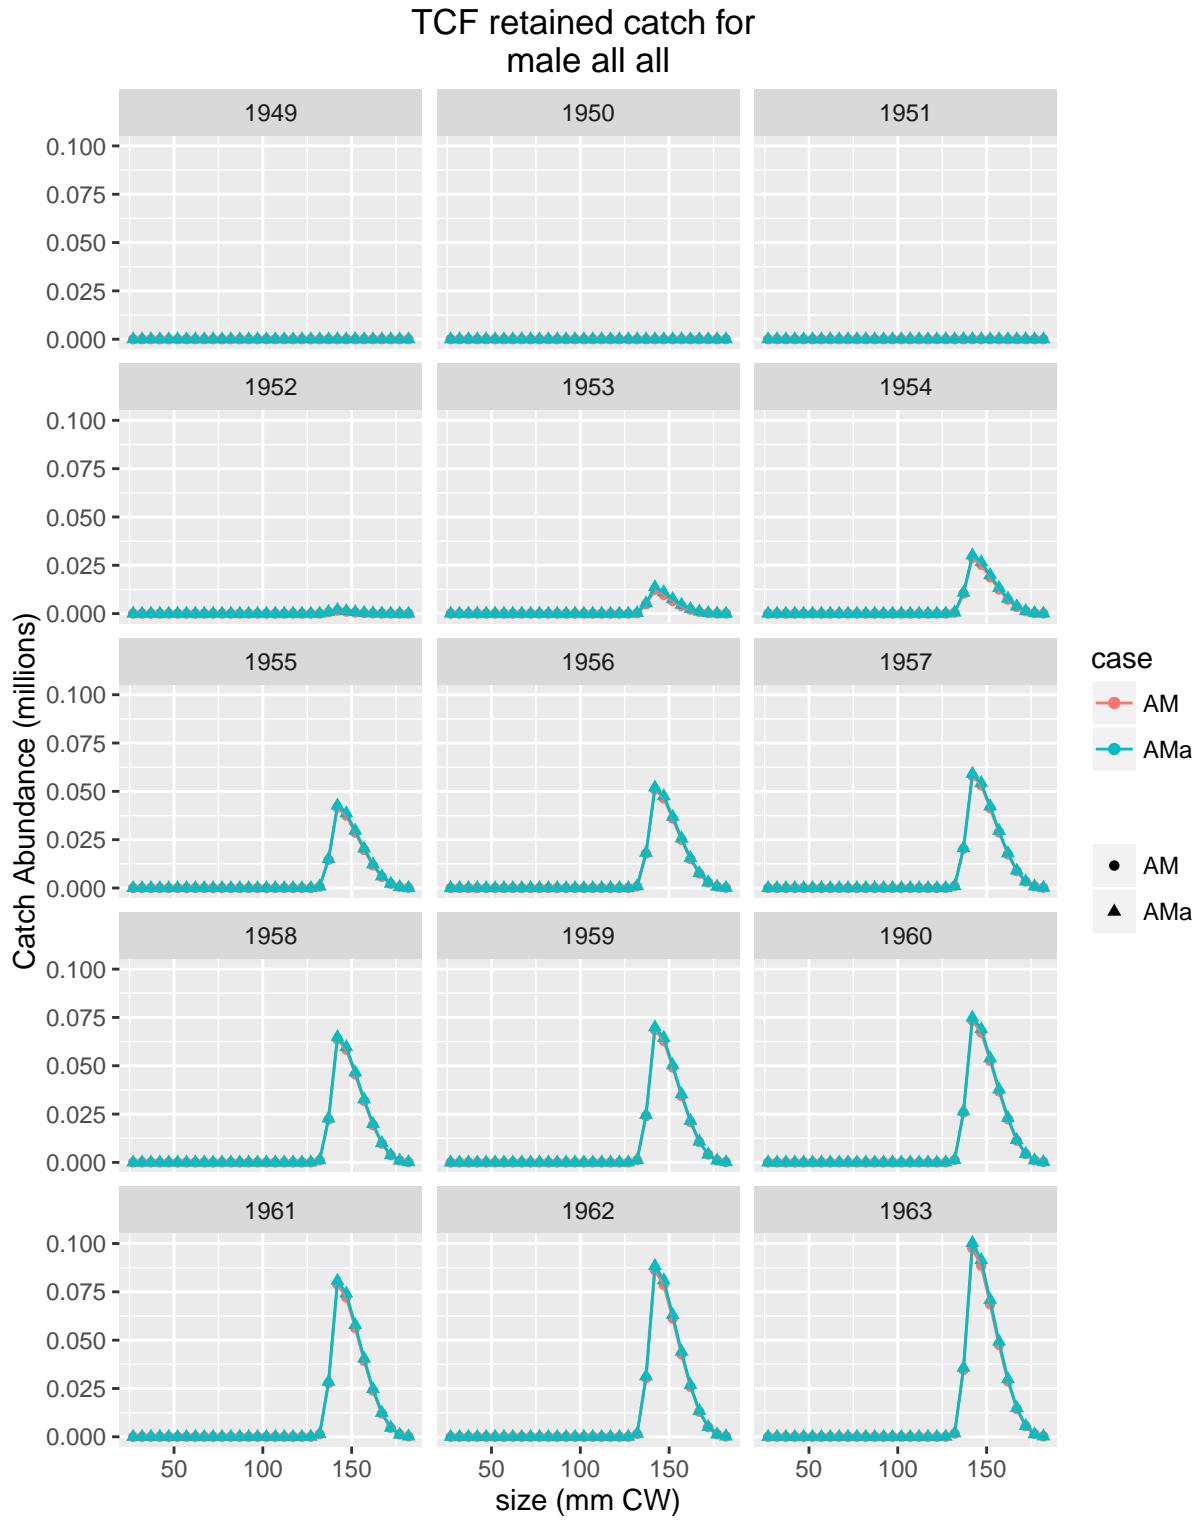 TCF retained catch for
male all all
1949 1950 1951
0.100
0.075
0.050
0.025
0.000
1952 1953 1954
0.100
0.075
0.050
0.025
0.000
1955 1956 1957
0.100
0.075
0.050
0.025
0.000
1958 1959 1960
0.100
0.075
0.050
0.025
0.000
1961 1962 1963
0.100
0.075
0.050
0.025
0.000
50 100 150 50 100 150 50 100 150
size (mm CW)
Catch Abundance (millions)
case
AM
AMa
AM
AMa